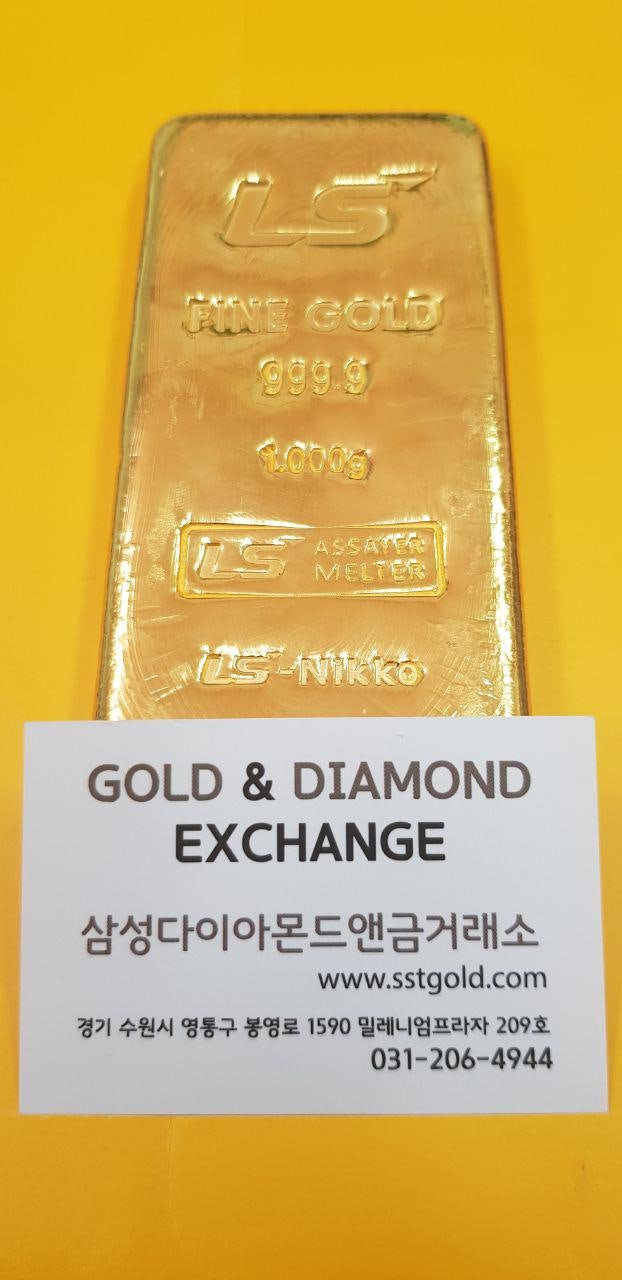 LS
FINE GOLD
999.9
1.000g
LS ASSAYER
MELTER
LS-Nikko
GOLD & DIAMOND
EXCHANGE
삼성다이아몬드앤금거래소
www.sstgold.com
경기 수원시 영통구 봉영로 1590 밀레니엄프라자 209호
031-206-4944